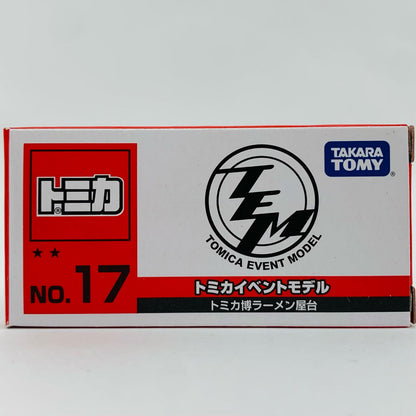 トミカ
®
★★
NO.17
TEM
TOMICA EVENT MODEL
TAKARA
TOMY
トミカイベントモデル
トミカ博ラーメン屋台